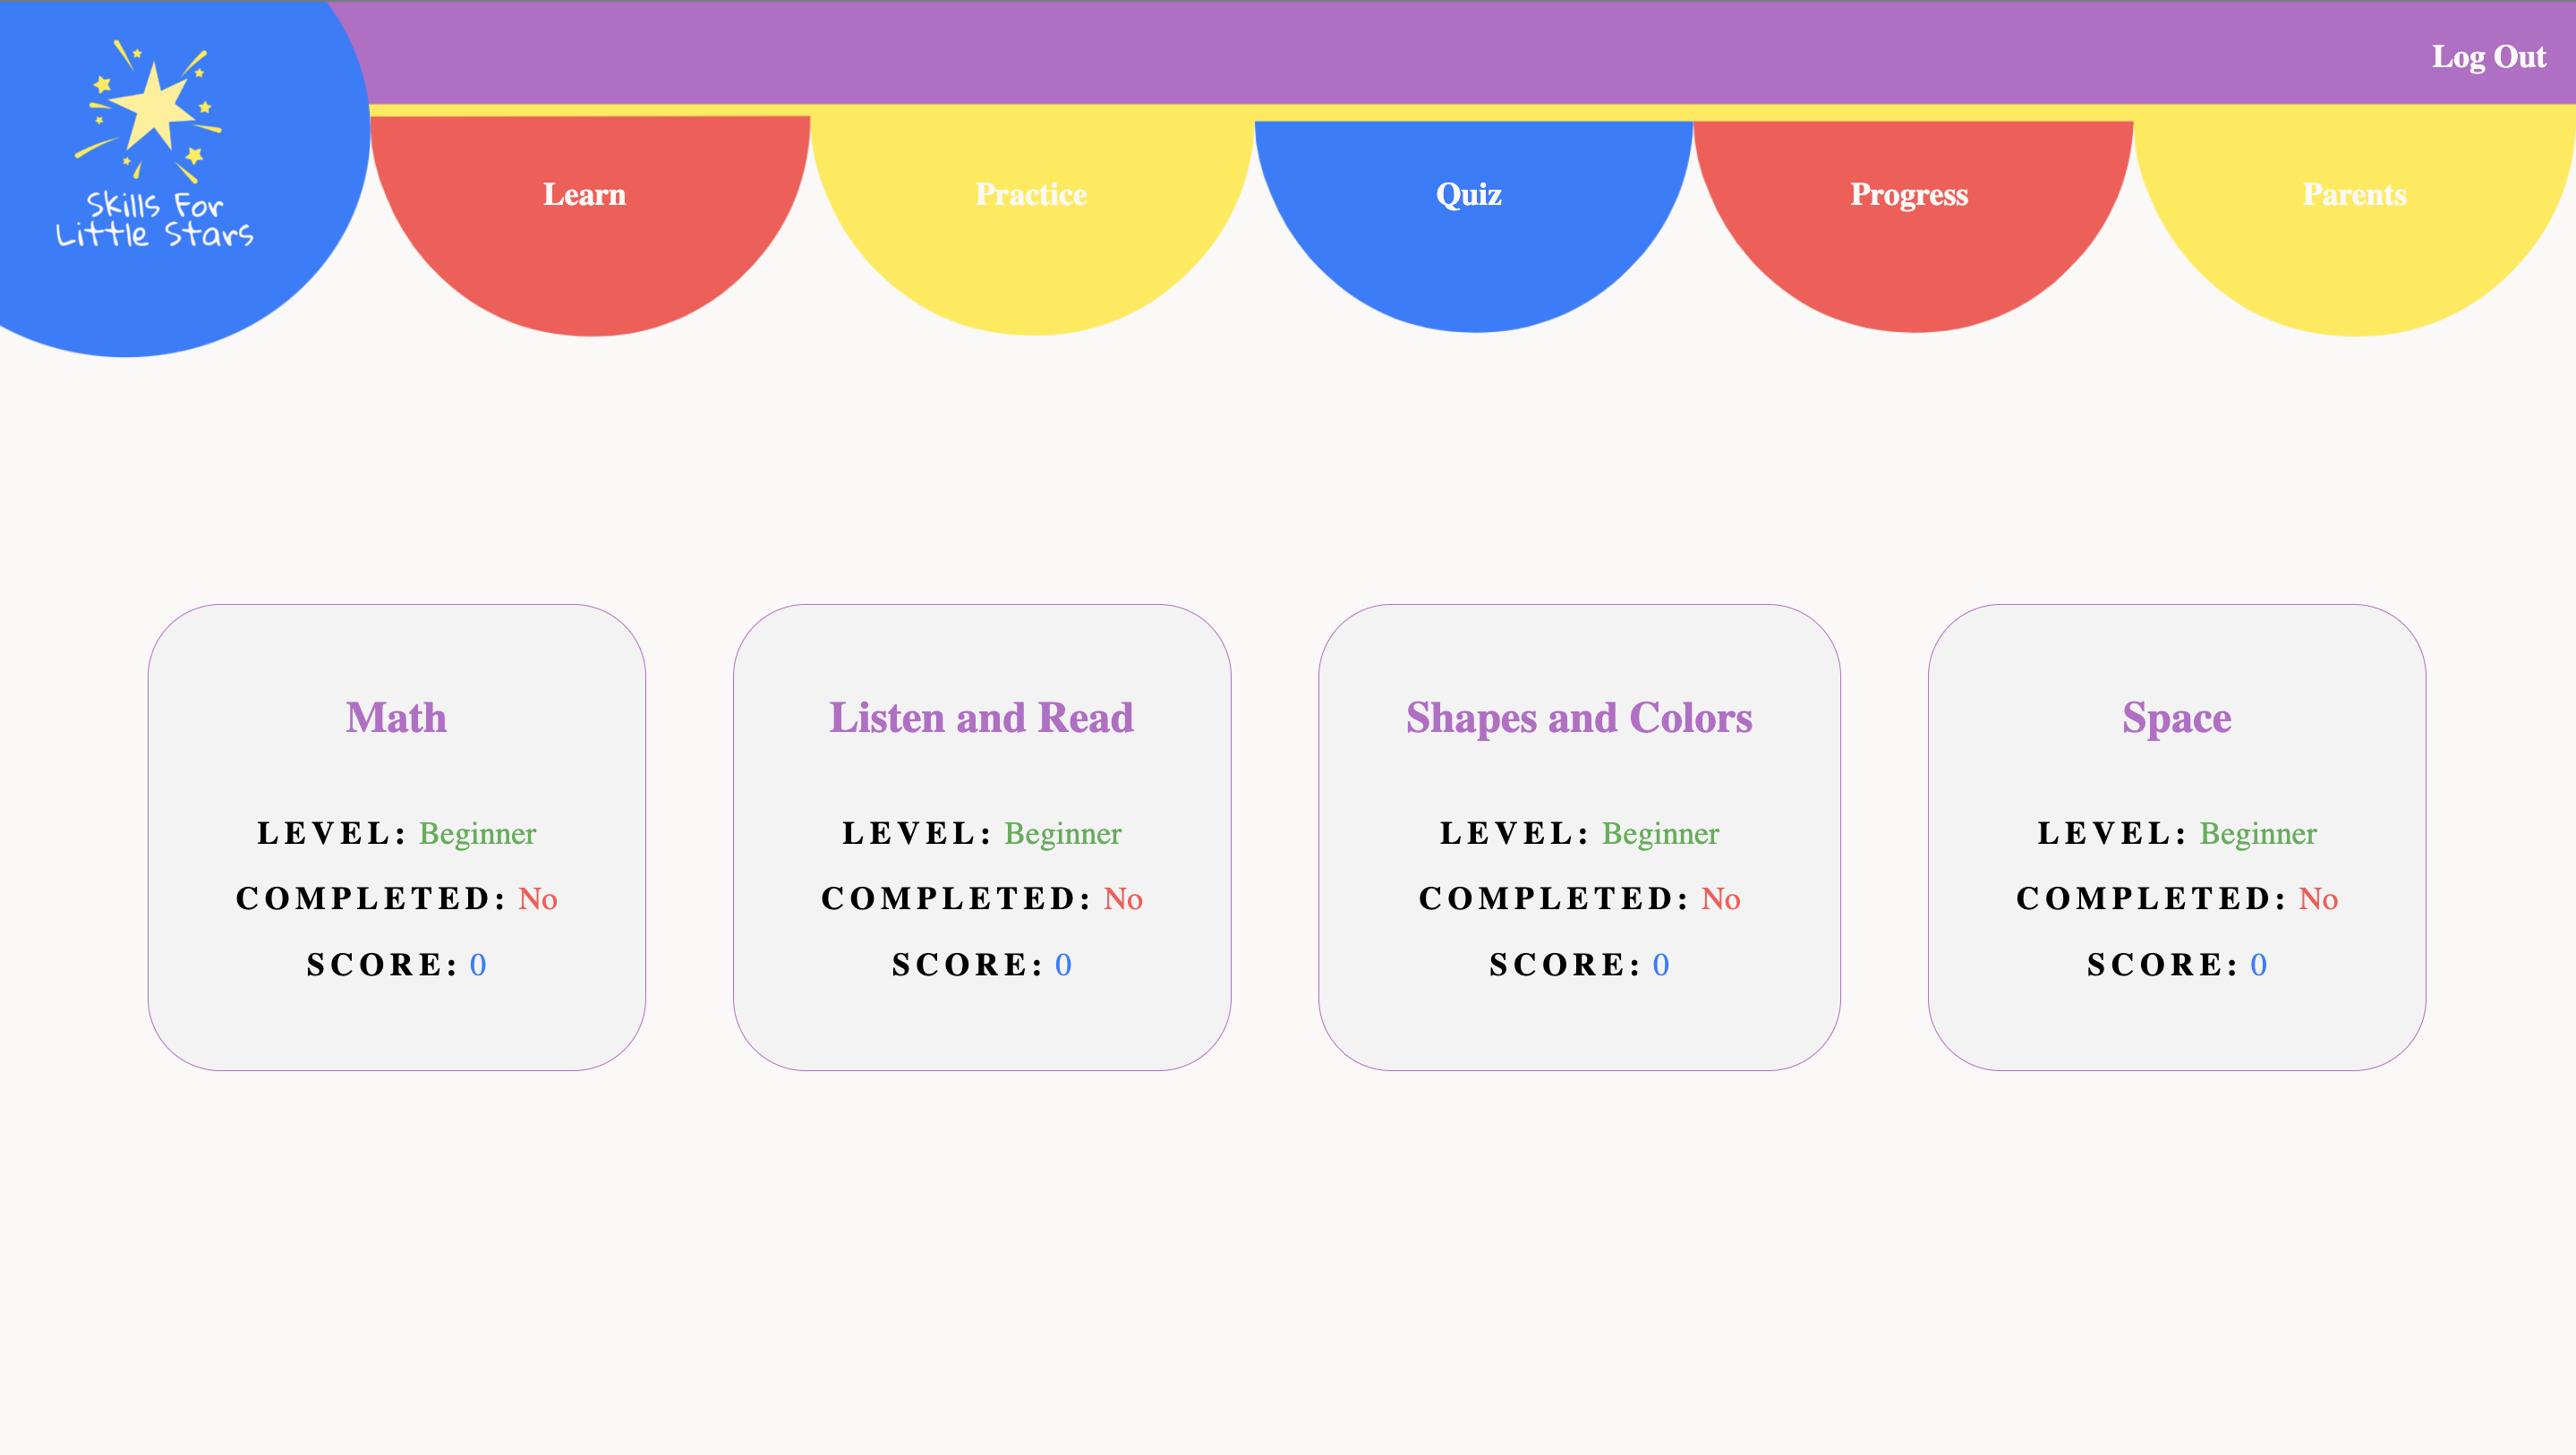 Log Out
Skills For
Little Stars
Learn
Practice
Quiz
Progress
Parents
Math
LEVEL: Beginner
COMPLETED: No
SCORE: 0
Listen and Read
LEVEL: Beginner
COMPLETED: No
SCORE: 0
Shapes and Colors
LEVEL: Beginner
COMPLETED: No
SCORE: 0
Space
LEVEL: Beginner
COMPLETED: No
SCORE: 0